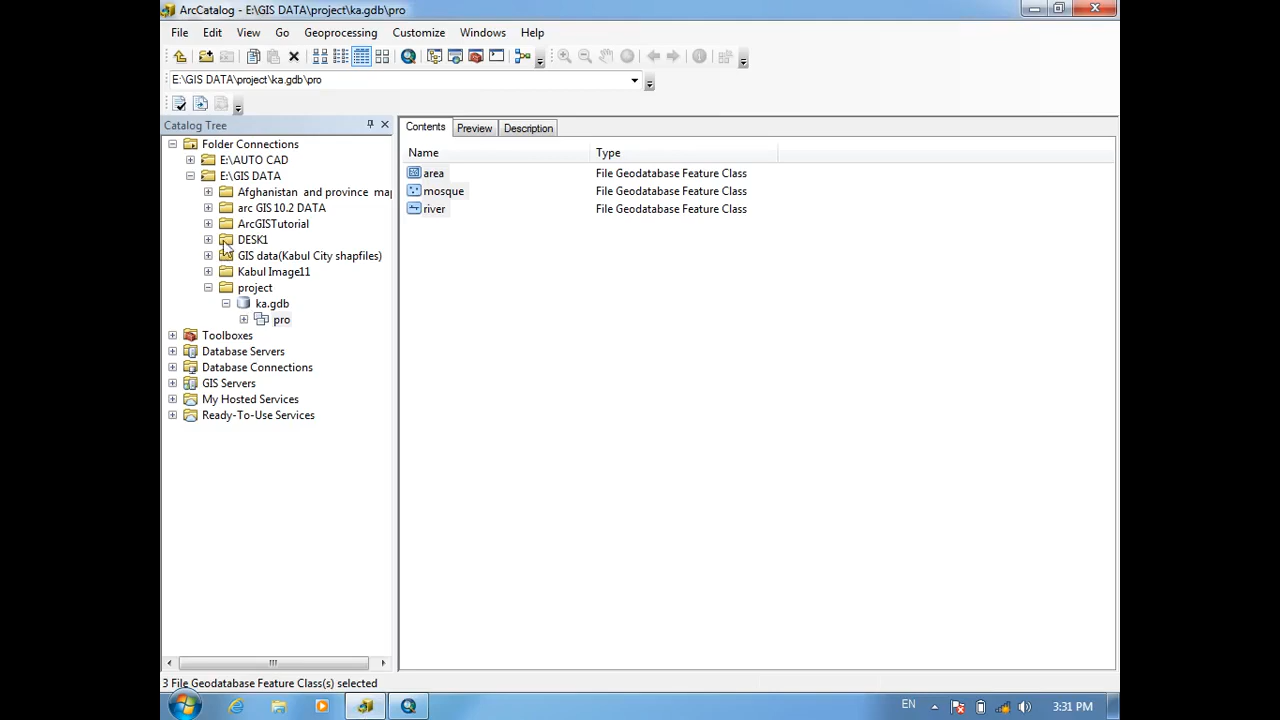 ArcCatalog - E:\GIS DATA\project\ka.gdb\pro
File Edit View Go Geoprocessing Customize Windows Help
E:\GIS DATA\project\ka.gdb\pro
Catalog Tree
Folder Connections
E:\AUTO CAD
E:\GIS DATA
Afghanistan and province ma
arc GIS 10.2 DATA
ArcGISTutorial
DESK1
GIS data(Kabul City shapfiles)
Kabul Image11
project
ka.gdb
pro
Toolboxes
Database Servers
Database Connections
GIS Servers
My Hosted Services
Ready-To-Use Services
Contents Preview Description
Name Type
area File Geodatabase Feature Class
mosque File Geodatabase Feature Class
river File Geodatabase Feature Class
3 File Geodatabase Feature Class(s) selected
EN 3:31 PM